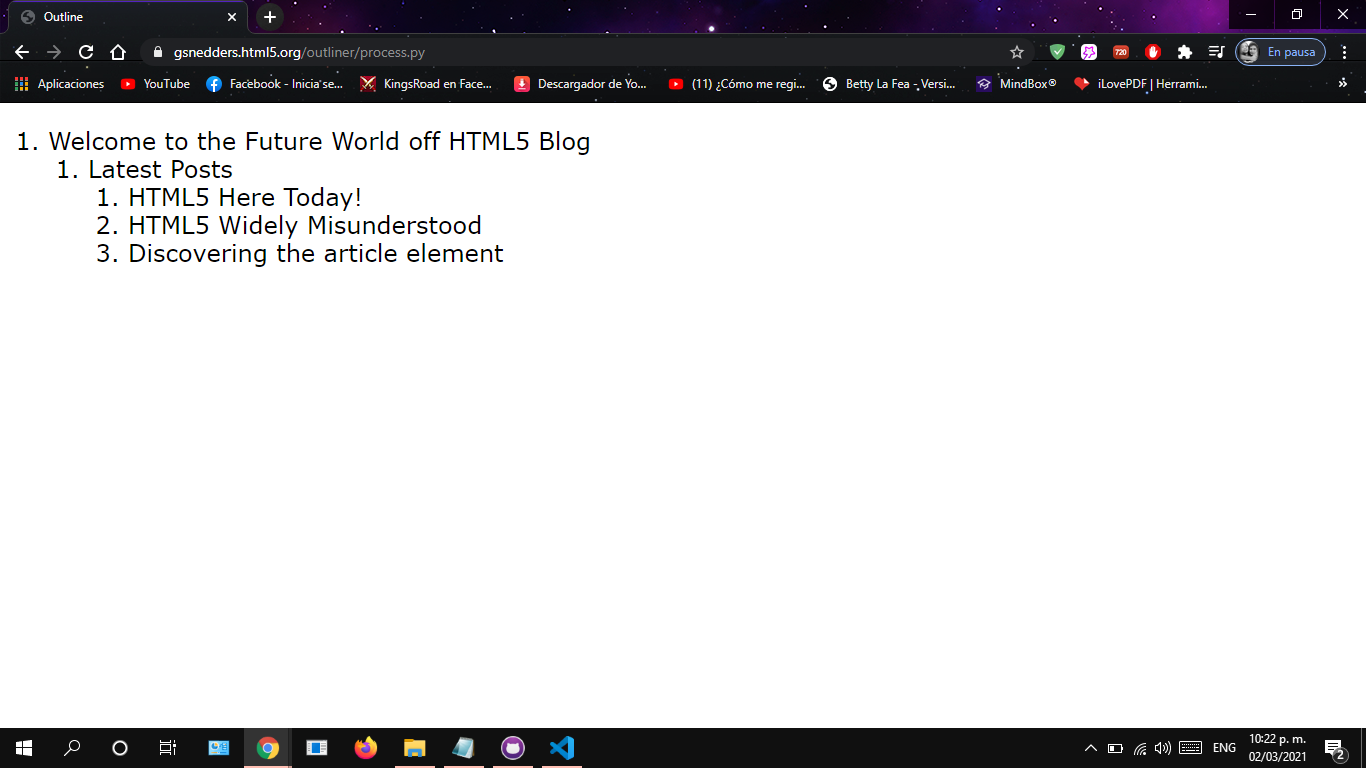 Outline
gsnedders.html5.org/outliner/process.py
720
En pausa
Aplicaciones YouTube Facebook - Inicia se... KingsRoad en Face... Descargador de Yo... (11) ¿Cómo me regi... Betty La Fea - Versi... MindBox® iLovePDF | Herrami... »
1. Welcome to the Future World off HTML5 Blog
1. Latest Posts
1. HTML5 Here Today!
2. HTML5 Widely Misunderstood
3. Discovering the article element
ENG
10:22 p. m.
02/03/2021
2